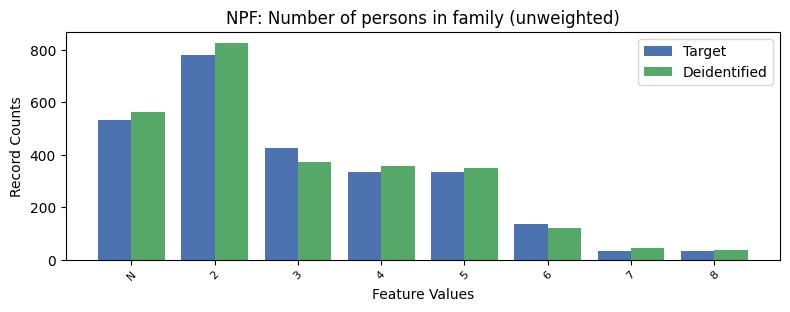 NPF: Number of persons in family (unweighted)
Target
Deidentified
Record Counts
800
600
400
200
0
N 2 3 4 5 6 7 8
Feature Values